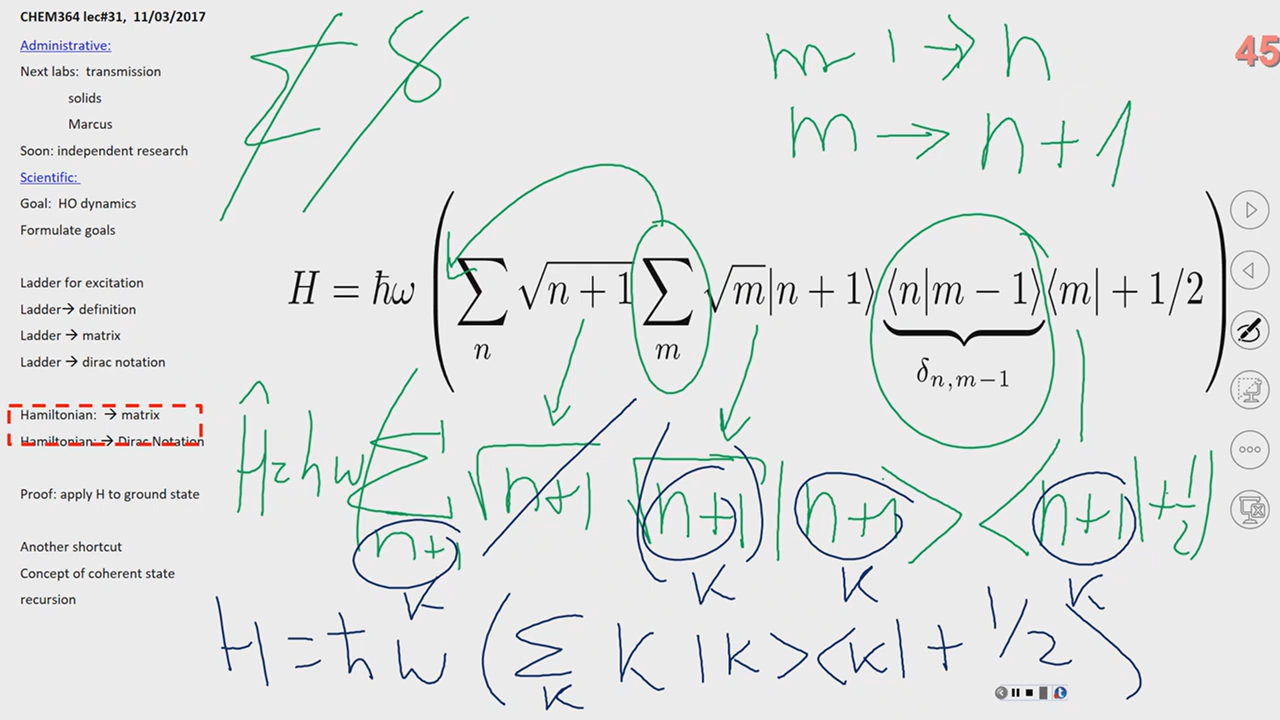 CHEM364 lec#31, 11/03/2017
Administrative:
Next labs: transmission
solids
Marcus
Soon: independent research
Scientific:
Goal: HO dynamics
Formulate goals
Ladder for excitation
Ladder→ definition
Ladder → matrix
Ladder → dirac notation
Hamiltonian: → matrix
Hamiltonian: → Dirac Notation
Proof: apply H to ground state
Another shortcut
Concept of coherent state
recursion
45
Σ δ
m - 1 → n
m → n + 1
H = ħω ( ∑ₙ √(n + 1) ∑ₘ √m |n + 1⟩ ⟨n|m − 1⟩ ⟨m| + 1/2 )
δₙ,ₘ₋₁
Ĥ = ħω ( Σ √(n+1) √(n+1) |n+1> <n+1| + 1/2 )
n+1
K K K K
H = ħω ( Σ_K K |K> <K| + 1/2 )